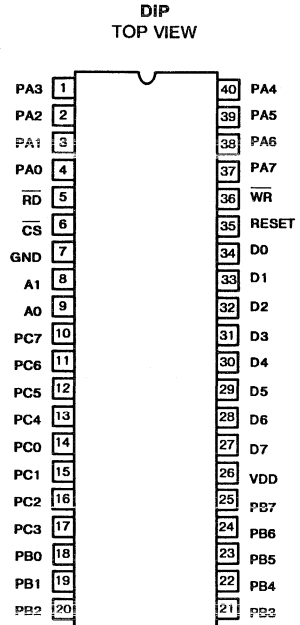 DIP
TOP VIEW
PA3 1 40 PA4
PA2 2 39 PA5
PA1 3 38 PA6
PA0 4 37 PA7
RD 5 36 WR
CS 6 35 RESET
GND 7 34 D0
A1 8 33 D1
A0 9 32 D2
PC7 10 31 D3
PC6 11 30 D4
PC5 12 29 D5
PC4 13 28 D6
PC0 14 27 D7
PC1 15 26 VDD
PC2 16 25 PB7
PC3 17 24 PB6
PB0 18 23 PB5
PB1 19 22 PB4
PB2 20 21 PB3